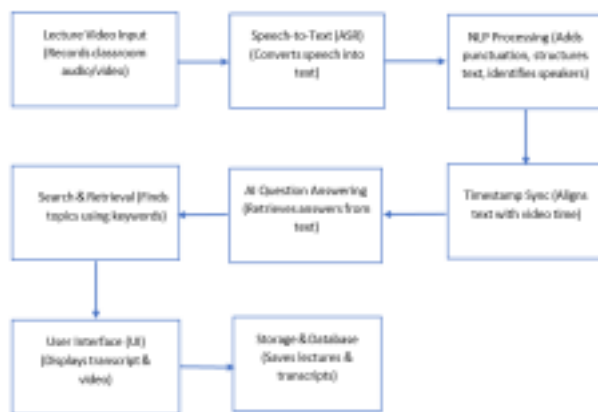 Lecture Video Input
(Records classroom
audio/video)
Speech-to-Text (ASR)
(Converts speech into
text)
NLP Processing (Adds
punctuation, structures
text, identifies speakers)
Search & Retrieval (Finds
topics using keywords)
AI Question Answering
(Retrieves answers from
text)
Timestamp Sync (Aligns
text with video time)
User Interface (UI)
(Displays transcript &
video)
Storage & Database
(Saves lectures &
transcripts)